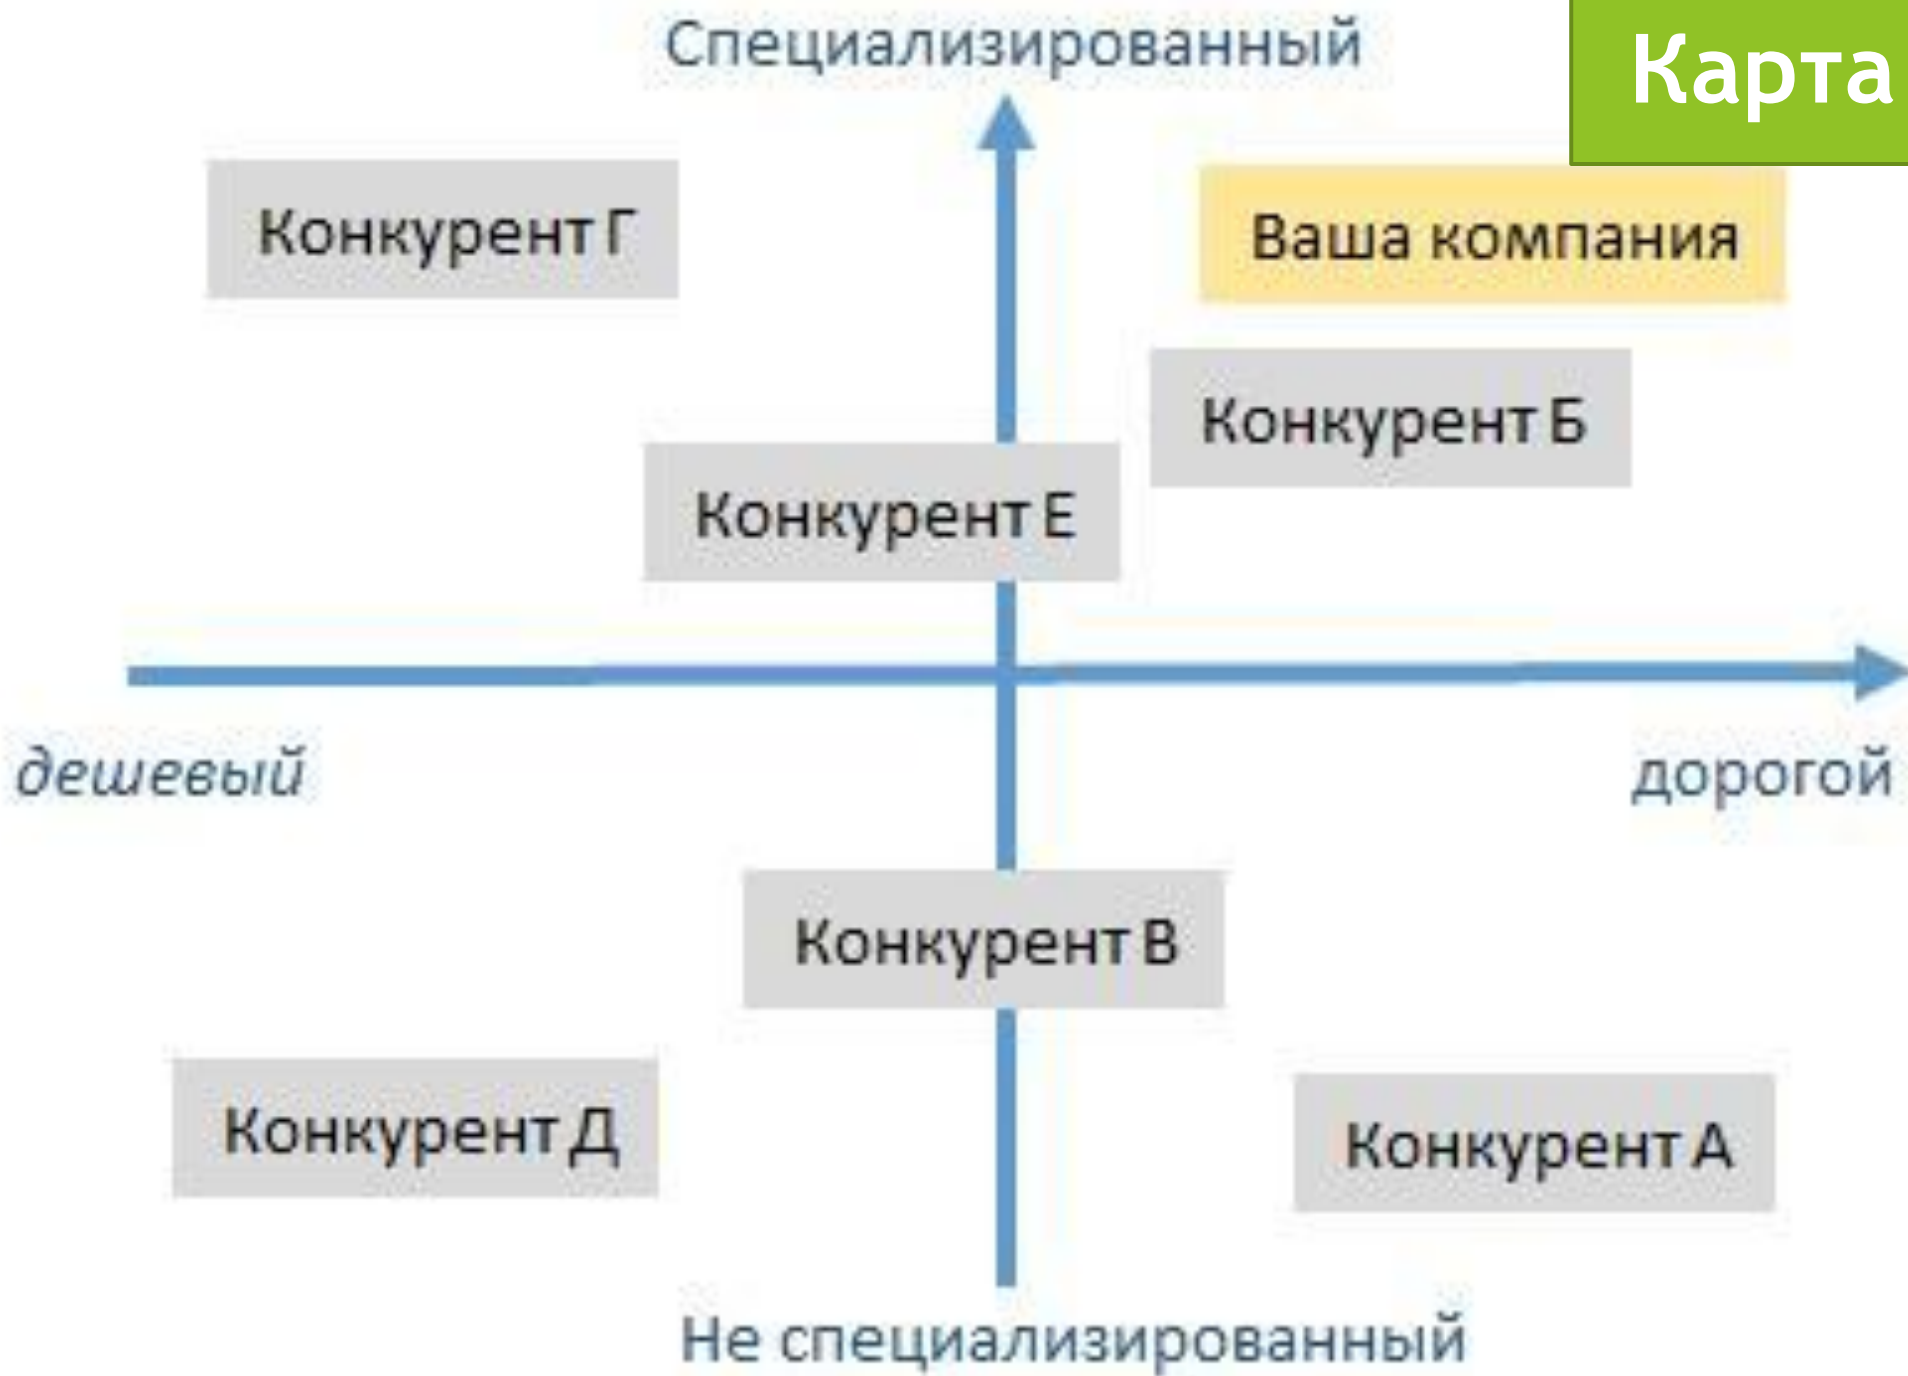 Специализированный
Карта
Конкурент Г
Ваша компания
Конкурент Б
Конкурент Е
дешевый
дорогой
Конкурент В
Конкурент Д
Конкурент А
Не специализированный